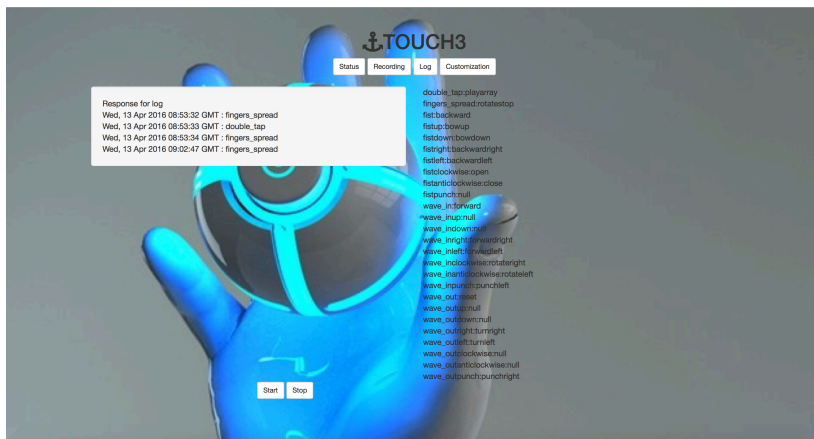 TOUCH3
Status Recording Log Customization
Response for log
Wed, 13 Apr 2016 08:53:32 GMT : fingers_spread
Wed, 13 Apr 2016 08:53:33 GMT : double_tap
Wed, 13 Apr 2016 08:53:34 GMT : fingers_spread
Wed, 13 Apr 2016 09:02:47 GMT : fingers_spread
double_tap:playarray
fingers_spread:rotatestop
fist:backward
fistup:bowup
fistdown:bowdown
fistright:backwardright
fistleft:backwardleft
fistclockwise:open
fistanticlockwise:close
fistpunch:null
wave_in:forward
wave_inup:null
wave_indown:null
wave_inright:forwardright
wave_inleft:forwardleft
wave_inclockwise:rotateright
wave_inanticlockwise:rotateleft
wave_inpunch:punchleft
wave_out:reset
wave_outup:null
wave_outdown:null
wave_outright:turnright
wave_outleft:turnleft
wave_outclockwise:null
wave_outanticlockwise:null
wave_outpunch:punchright
Start Stop